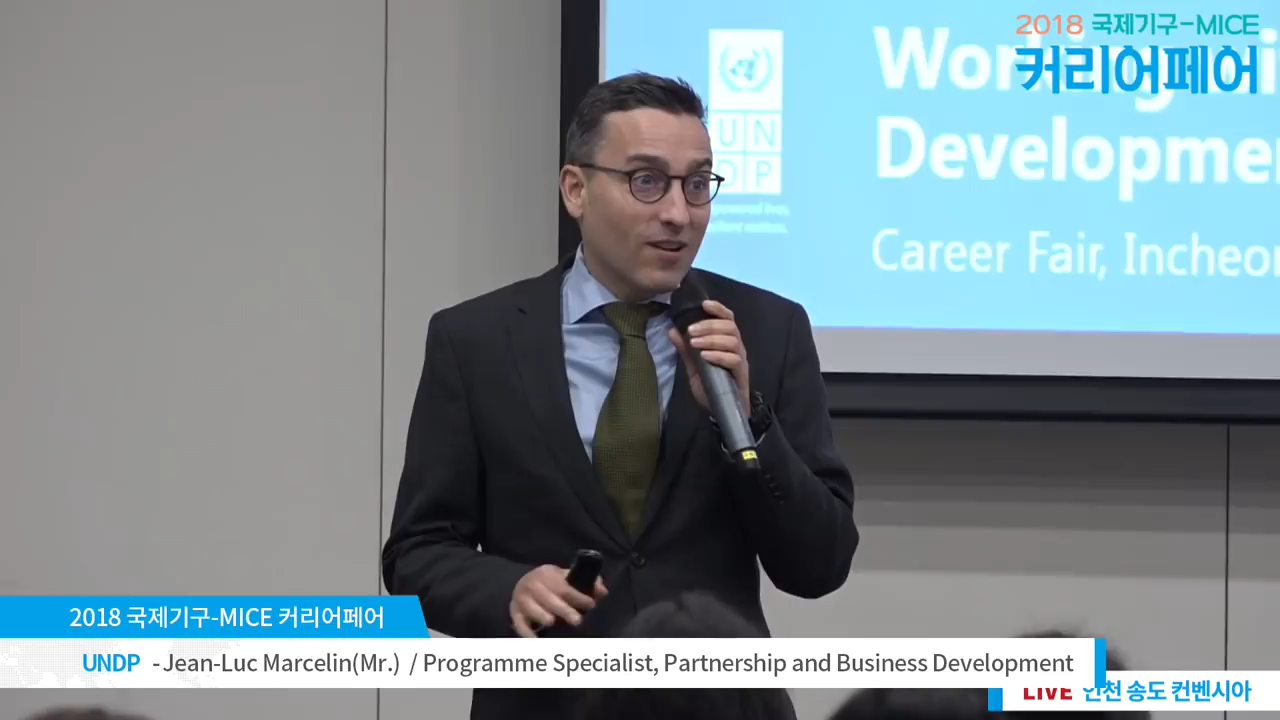 2018 국제기구-MICE
커리어페어
UN
DP
Developme
Career Fair, Incheo
2018 국제기구-MICE 커리어페어
UNDP - Jean-Luc Marcelin(Mr.) / Programme Specialist, Partnership and Business Development
LIVE 인천 송도 컨벤시아